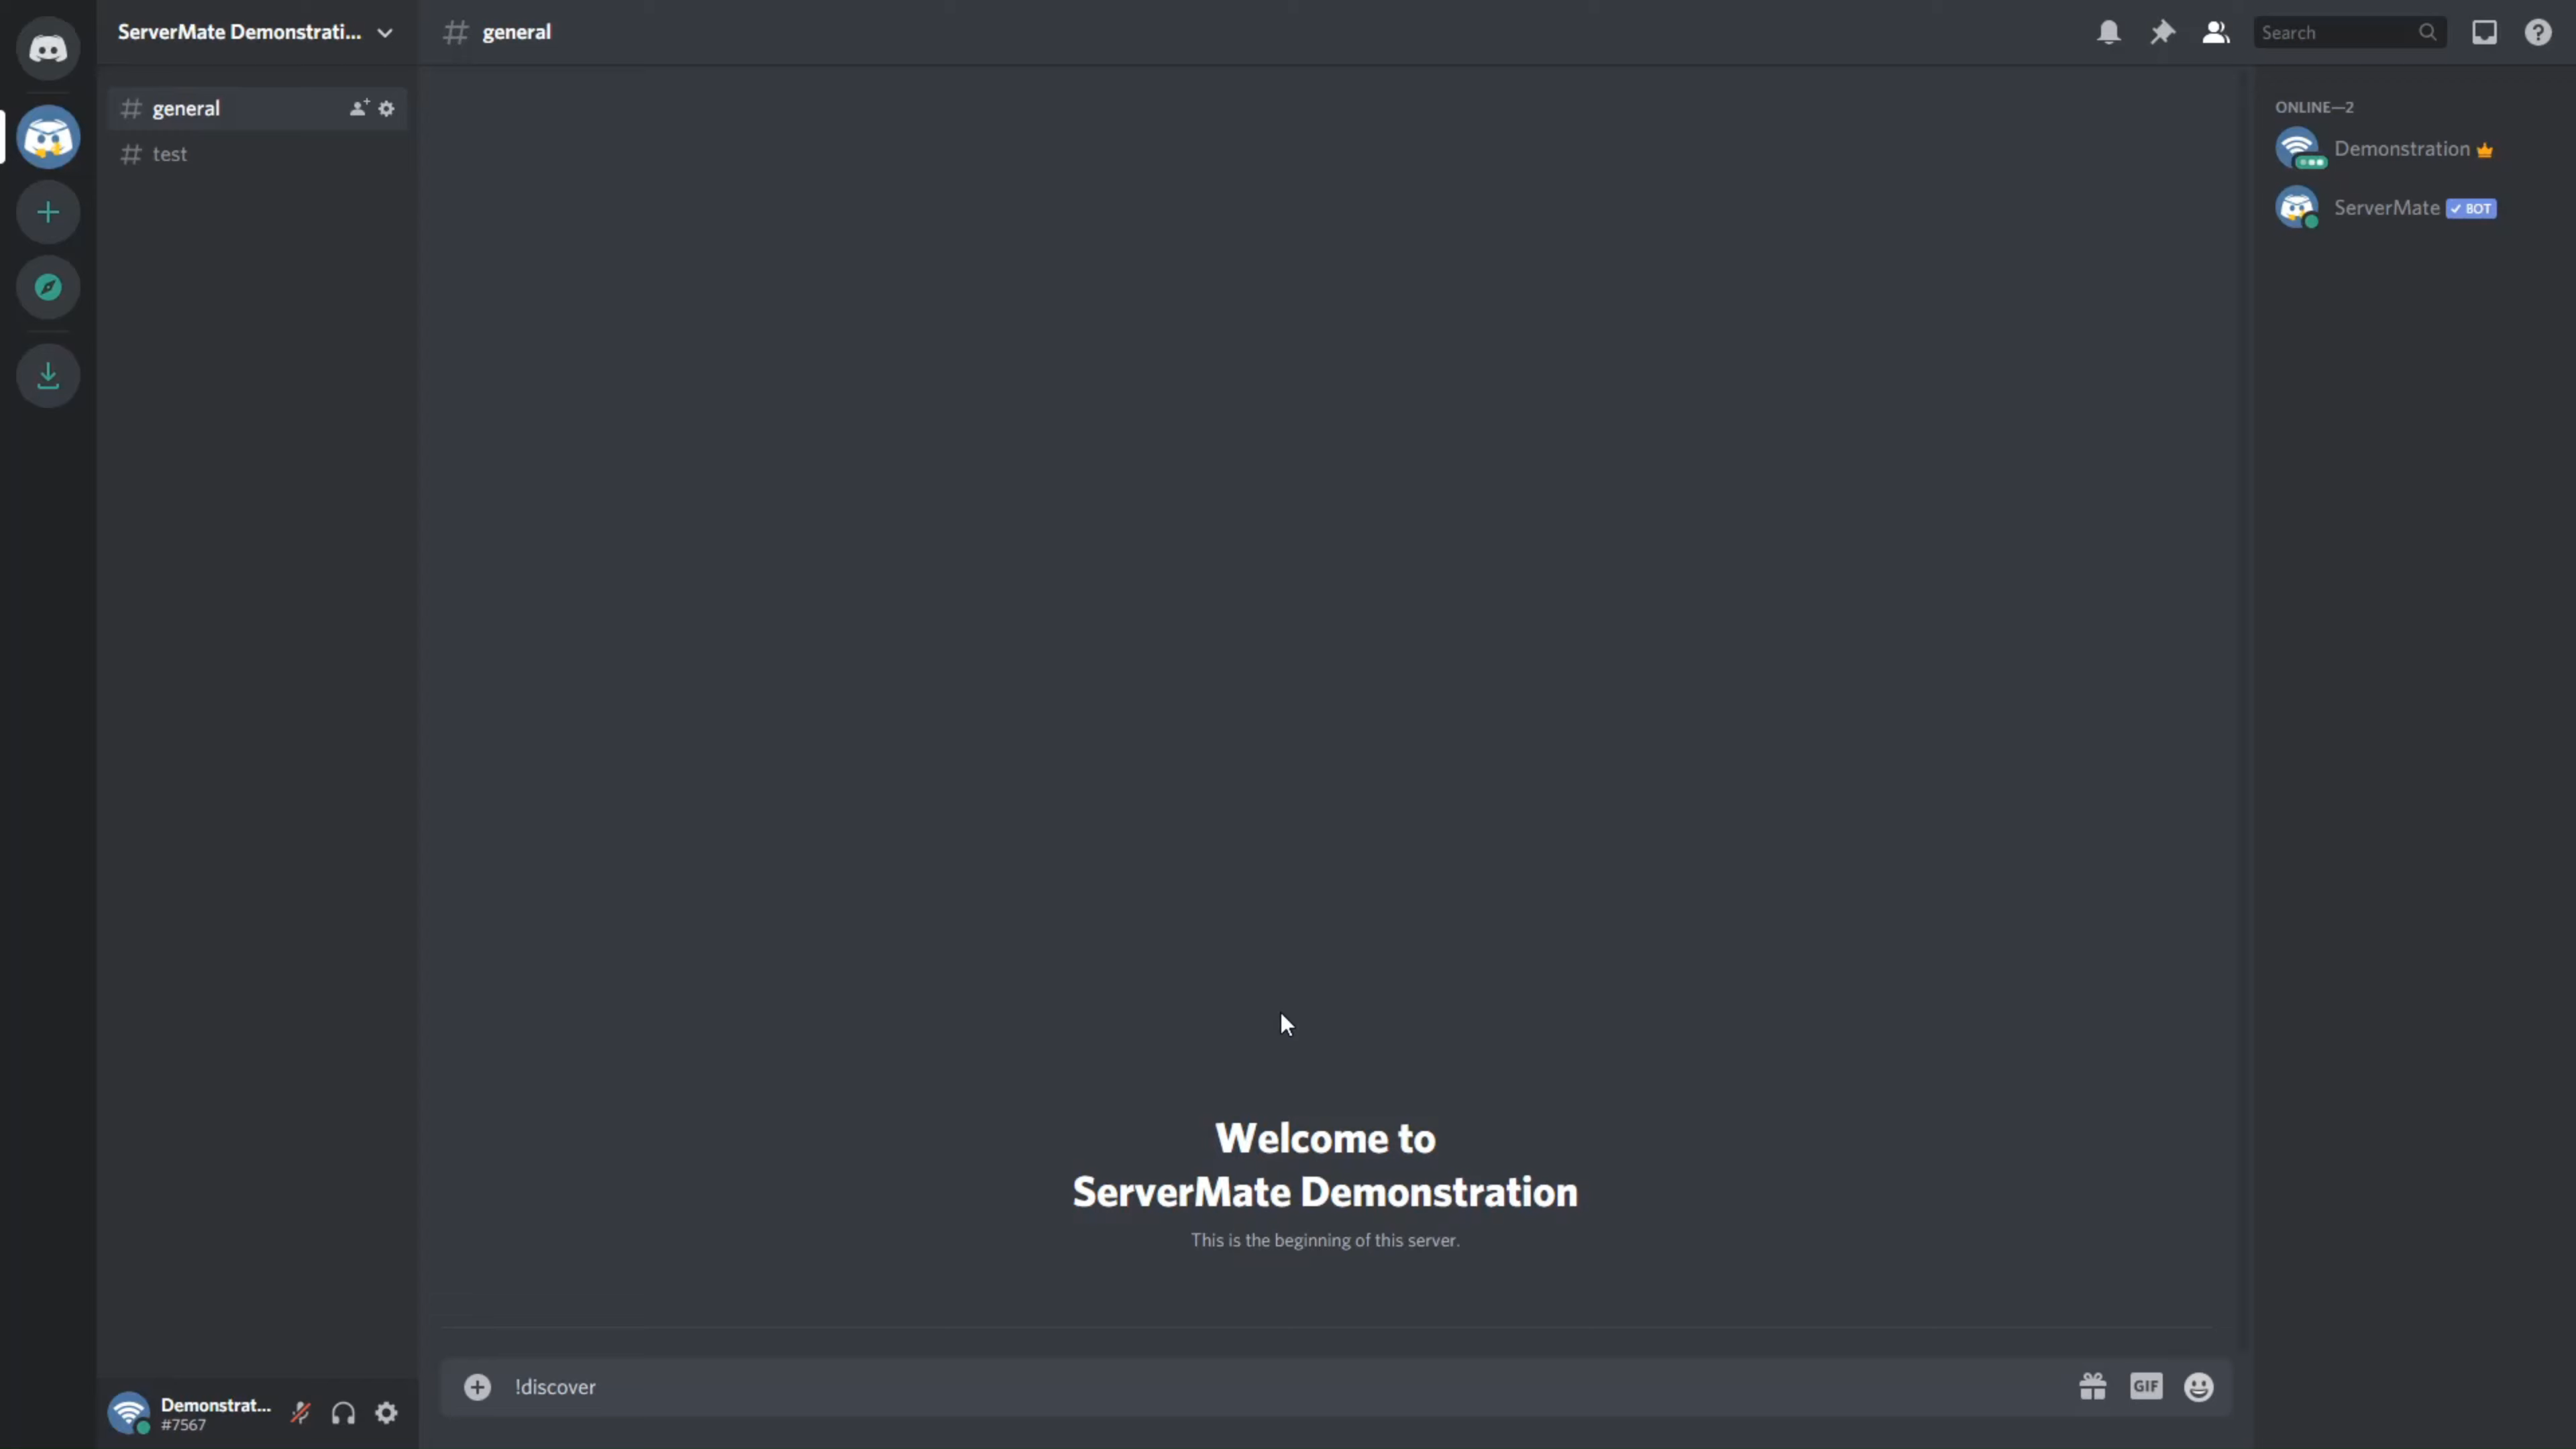 ServerMate Demonstrati...
general
test
general
Search
ONLINE—2
Demonstration
ServerMate ✓ BOT
Welcome to
ServerMate Demonstration
This is the beginning of this server.
!discover
GIF
Demonstrat...
#7567